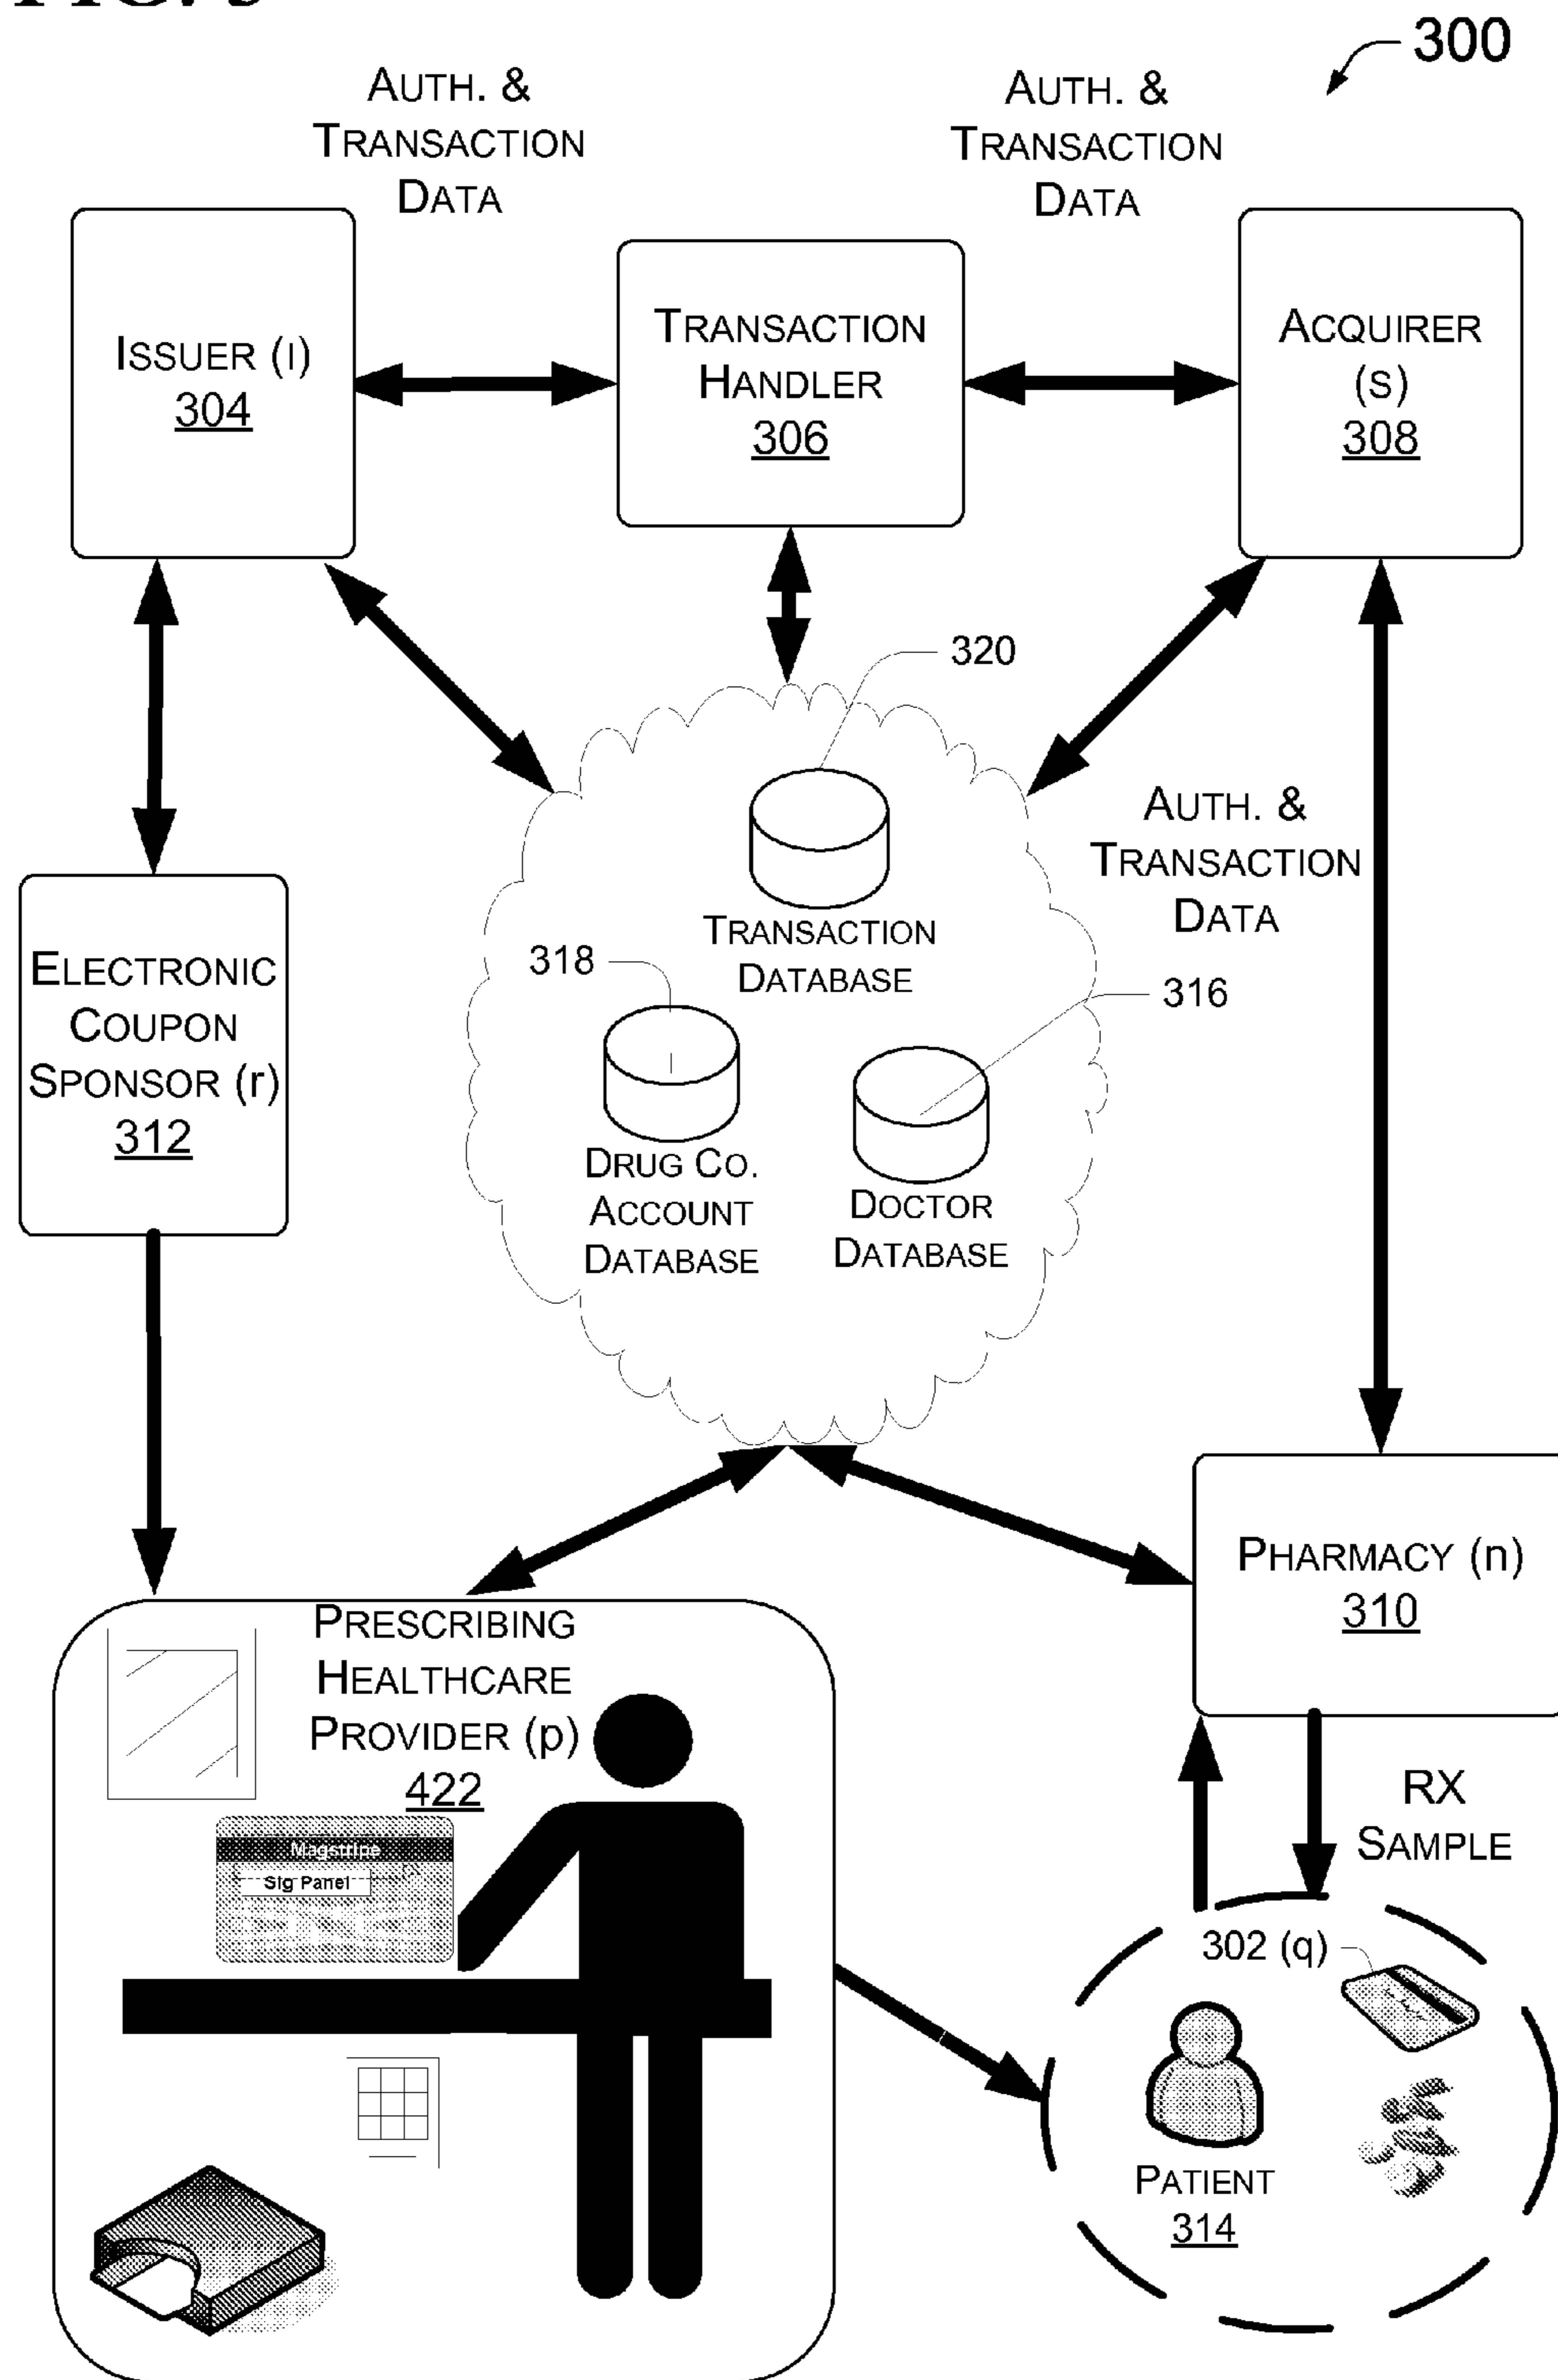 300
AUTH. &
TRANSACTION
DATA
AUTH. &
TRANSACTION
DATA
ISSUER (I)
304
TRANSACTION
HANDLER
306
ACQUIRER
(S)
308
320
AUTH. &
TRANSACTION
DATA
TRANSACTION
DATABASE
318
316
ELECTRONIC
COUPON
SPONSOR (r)
312
DRUG CO.
ACCOUNT
DATABASE
DOCTOR
DATABASE
PHARMACY (n)
310
PRESCRIBING
HEALTHCARE
PROVIDER (p)
422
Magstripe
Sig Panel
RX
SAMPLE
302 (q)
PATIENT
314